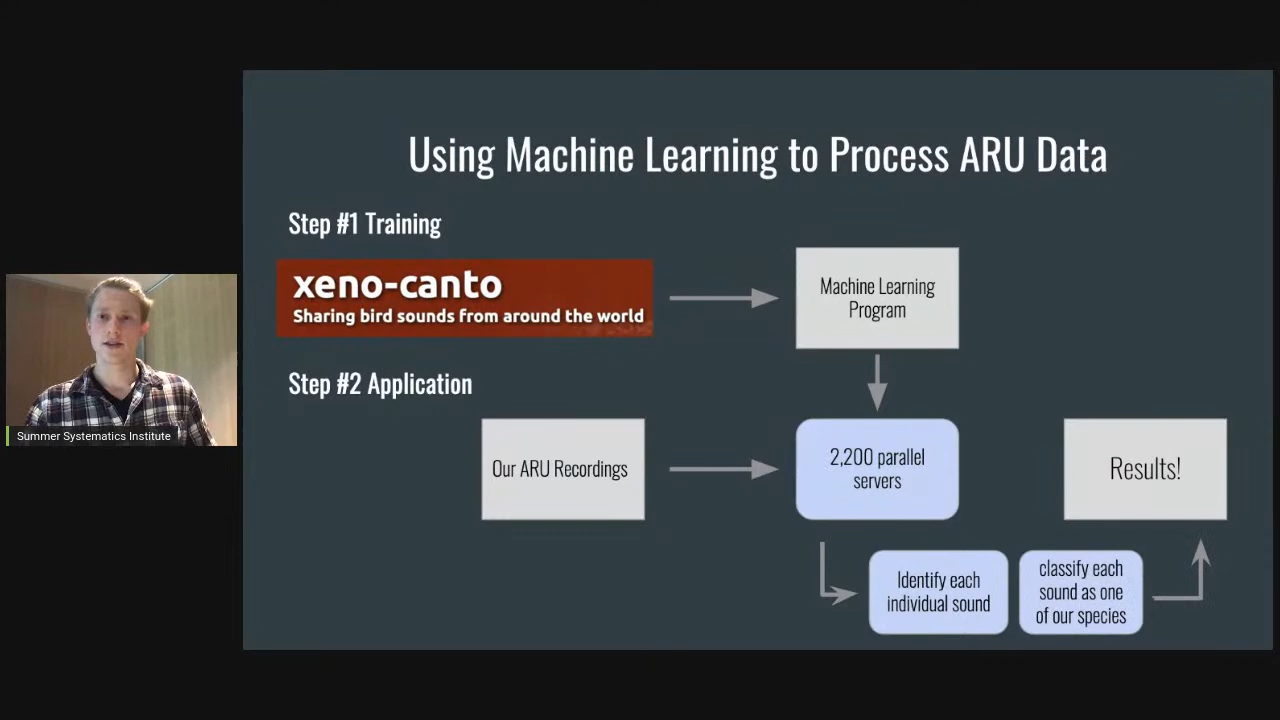 Using Machine Learning to Process ARU Data
Step #1 Training
xeno-canto
Sharing bird sounds from around the world
Machine Learning
Program
Step #2 Application
Our ARU Recordings
2,200 parallel
servers
Results!
Identify each
individual sound
classify each
sound as one
of our species
Summer Systematics Institute